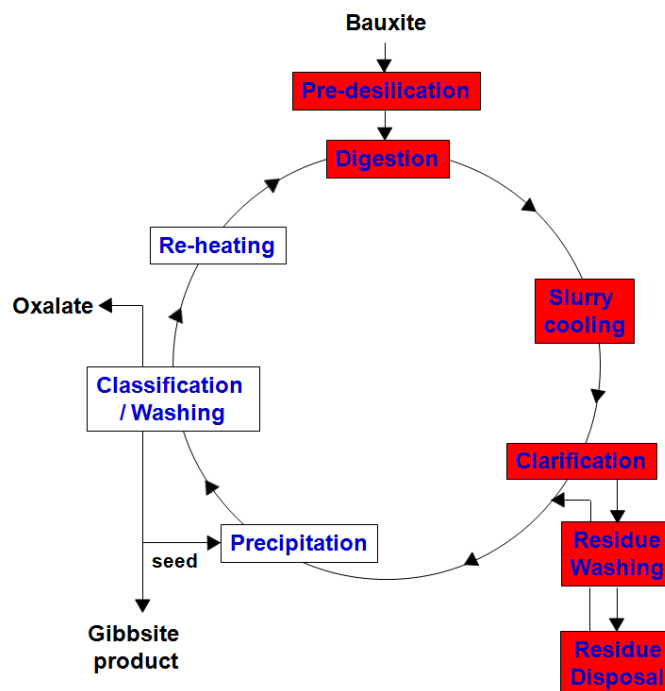 Bauxite
Pre-desilication
Digestion
Re-heating
Slurry
cooling
Oxalate
Classification
/ Washing
Clarification
Precipitation
seed
Residue
Washing
Gibbsite
product
Residue
Disposal